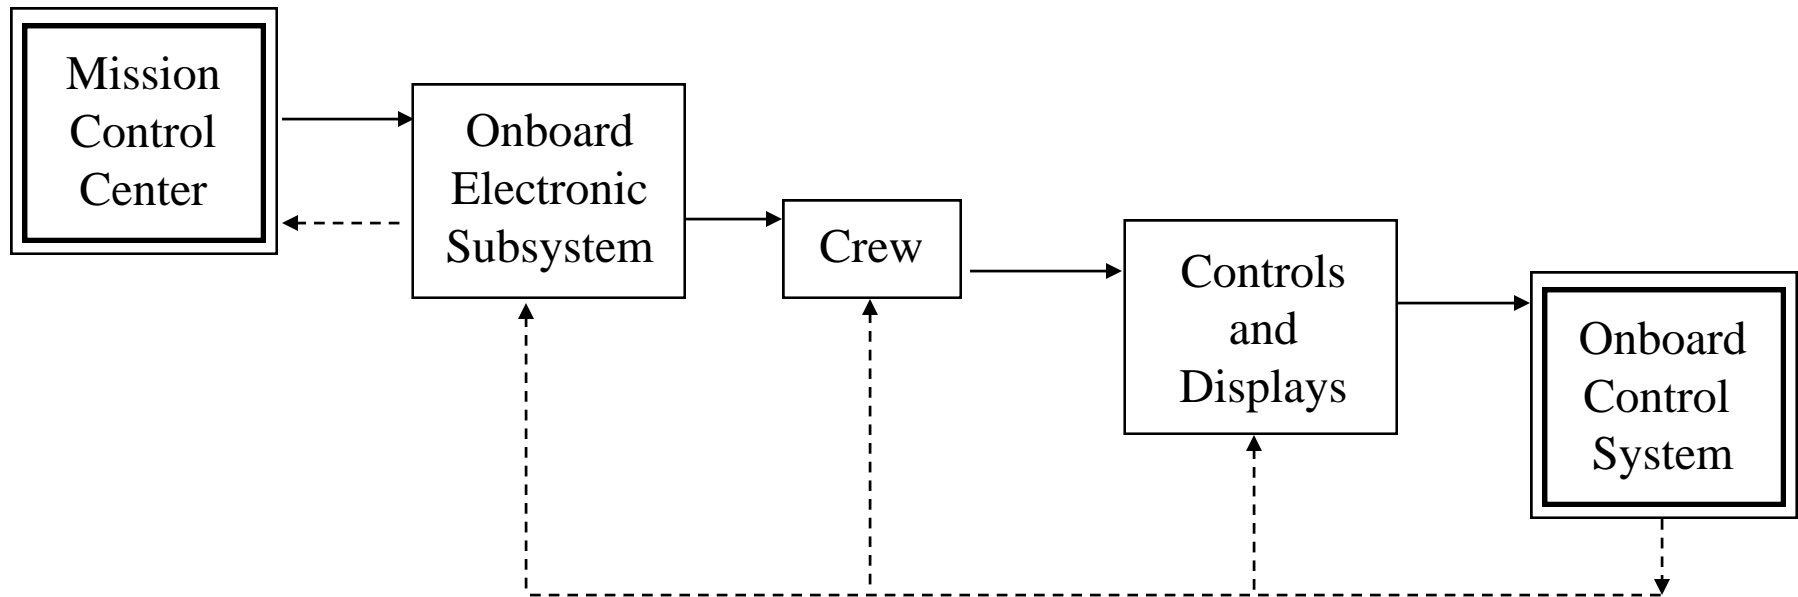 Mission
Control
Center
Onboard
Electronic
Subsystem
Crew
Controls
and
Displays
Onboard
Control
System